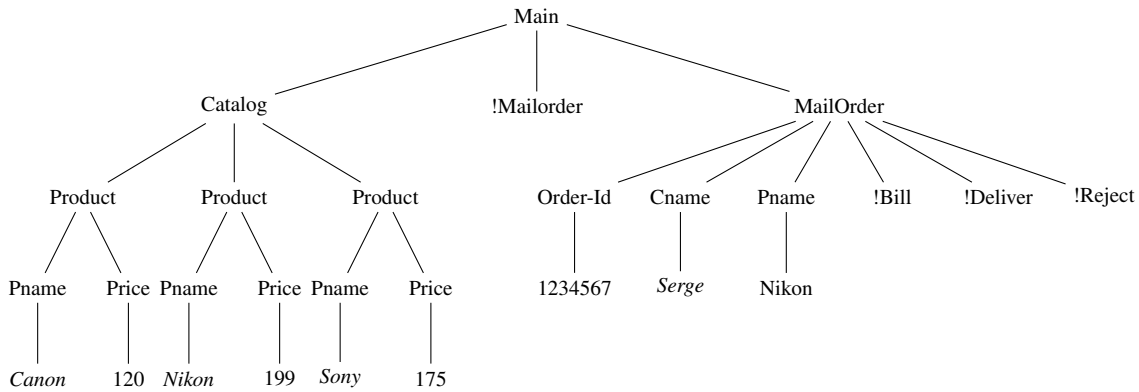 Main
Catalog !Mailorder MailOrder
Product Product Product Order-Id Cname Pname !Bill !Deliver !Reject
Pname Price Pname Price Pname Price 1234567 Serge Nikon
Canon 120 Nikon 199 Sony 175